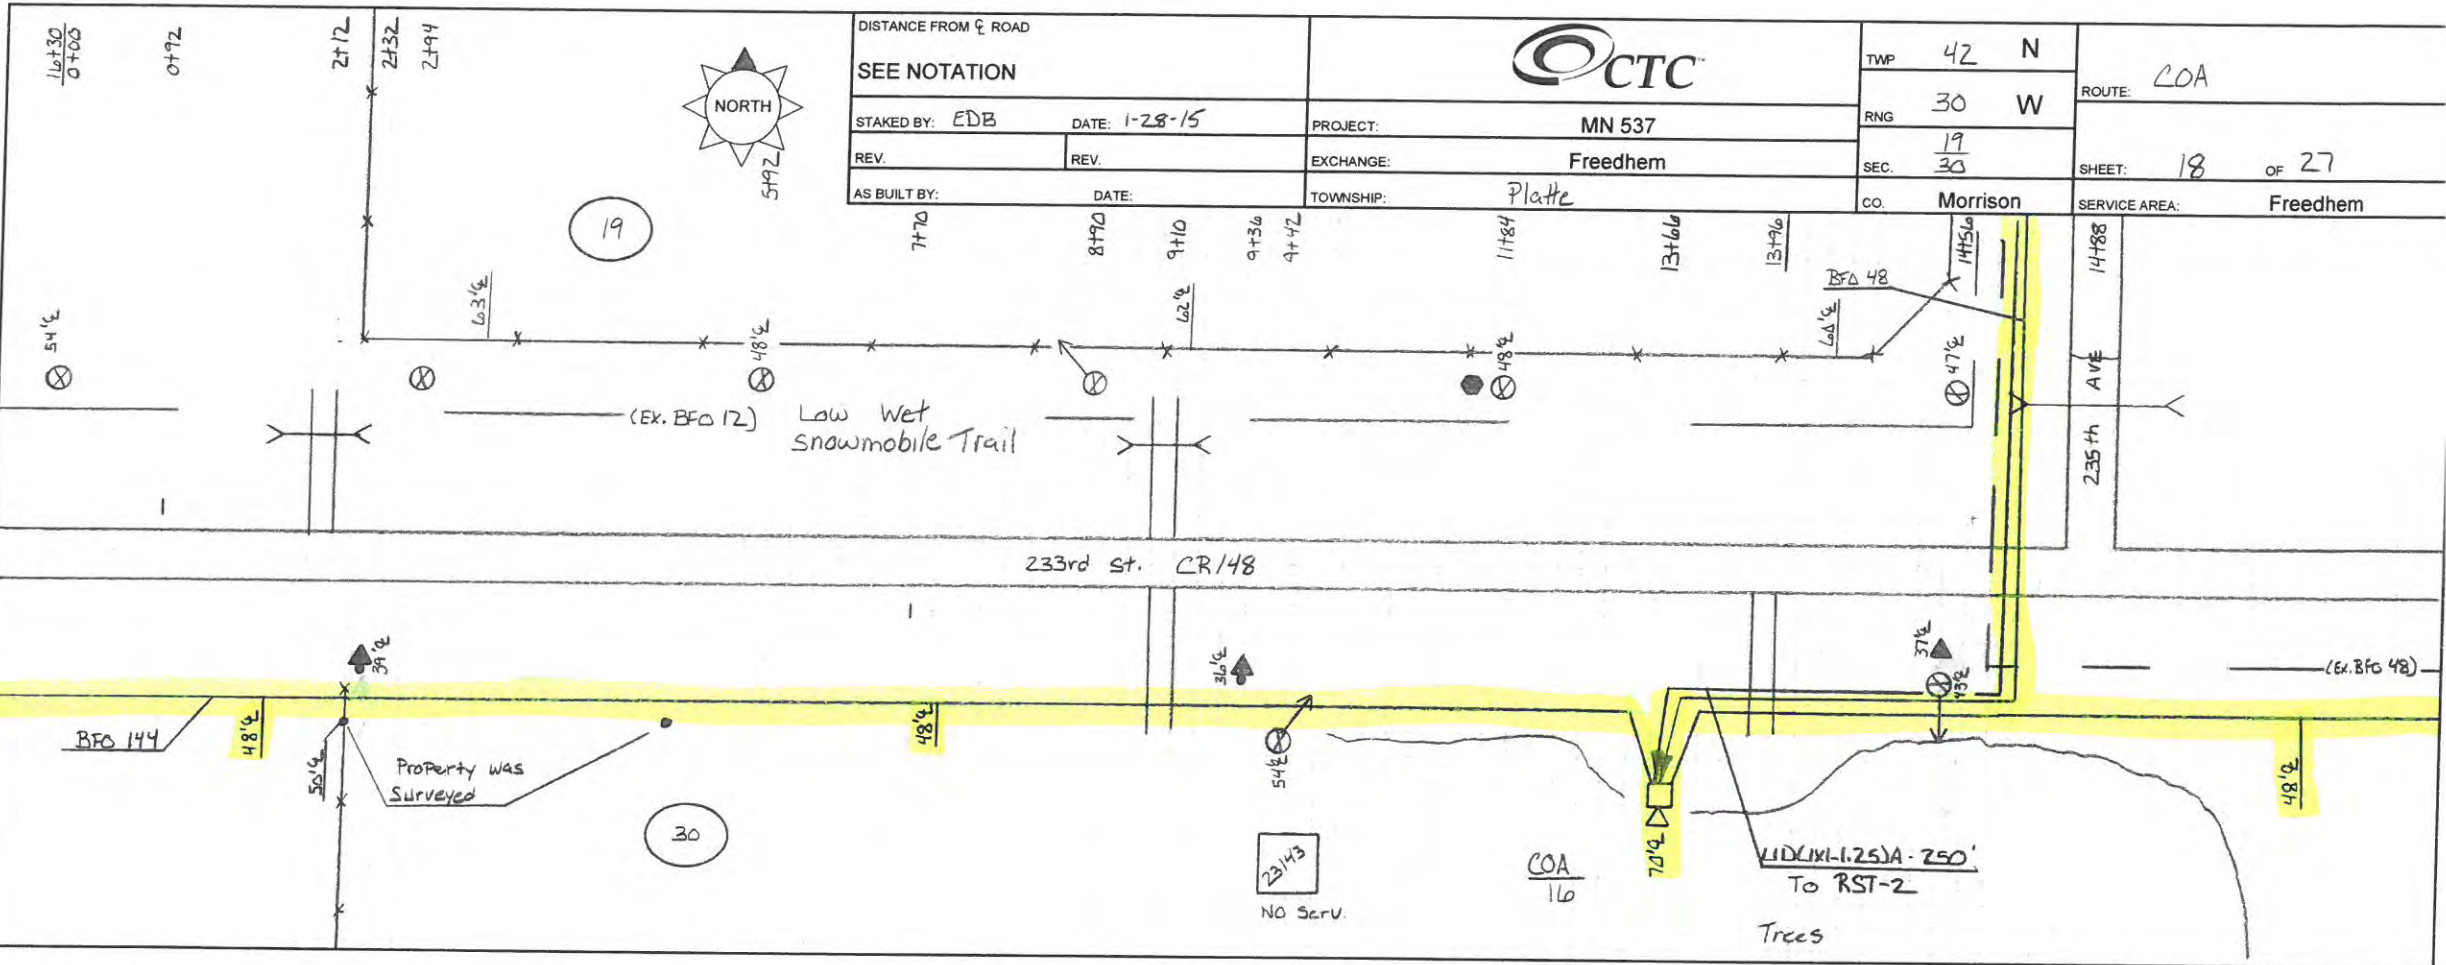 16+30
0+00
0+92
2+12
2+32
2+94
NORTH
5+92
DISTANCE FROM ℄ ROAD
SEE NOTATION
STAKED BY: EDB DATE: 1-28-15
REV. REV.
AS BUILT BY: DATE:
CTC
PROJECT: MN 537
EXCHANGE: Freedhem
TOWNSHIP: Platte
TWP 42 N
RNG 30 W
SEC. 19
30
CO. Morrison
ROUTE: COA
SHEET: 18 OF 27
SERVICE AREA: Freedhem
19
7+70
8+90
9+10
9+36
9+42
11+84
13+66
13+96
14+56
14+88
54'℄
63'℄
48'℄
62'℄
48'℄
60'℄
47'℄
BFO 48
(EX. BFO 12)
Low Wet
Snowmobile Trail
235th AVE
233rd St. CR/48
39'℄
36'℄
37'℄
43'℄
(EX. BFO 48)
BFO 144
48'℄
50'℄
Property was
Surveyed
48'℄
54'℄
70'℄
48'℄
30
23143
NO Serv.
COA
16
UD(1X1-1.25)A - 250'
TO RST-2
Trees